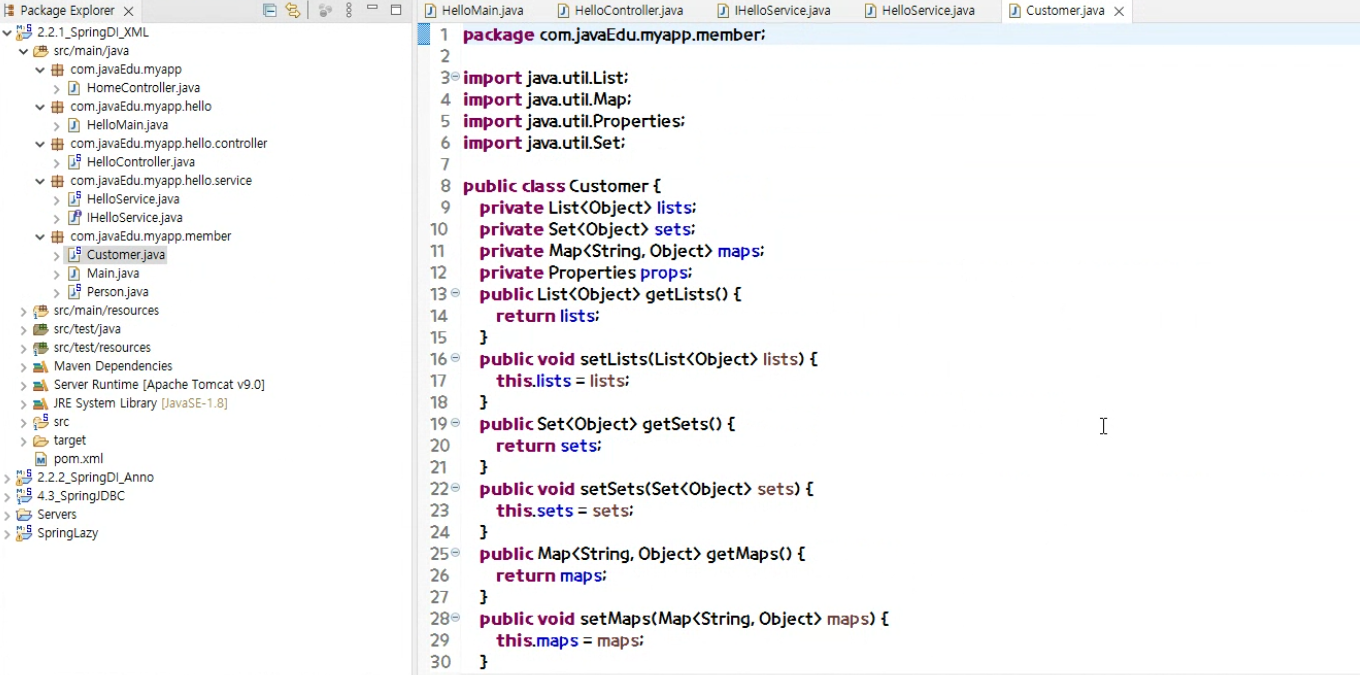 Package Explorer
2.2.1_SpringDI_XML
src/main/java
com.javaEdu.myapp
HomeController.java
com.javaEdu.myapp.hello
HelloMain.java
com.javaEdu.myapp.hello.controller
HelloController.java
com.javaEdu.myapp.hello.service
HelloService.java
IHelloService.java
com.javaEdu.myapp.member
Customer.java
Main.java
Person.java
src/main/resources
src/test/java
src/test/resources
Maven Dependencies
Server Runtime [Apache Tomcat v9.0]
JRE System Library [JavaSE-1.8]
src
target
pom.xml
2.2.2_SpringDI_Anno
4.3_SpringJDBC
Servers
SpringLazy
HelloMain.java HelloController.java IHelloService.java HelloService.java Customer.java
1 package com.javaEdu.myapp.member;
2
3 import java.util.List;
4 import java.util.Map;
5 import java.util.Properties;
6 import java.util.Set;
7
8 public class Customer {
9 private List<Object> lists;
10 private Set<Object> sets;
11 private Map<String, Object> maps;
12 private Properties props;
13 public List<Object> getLists() {
14 return lists;
15 }
16 public void setLists(List<Object> lists) {
17 this.lists = lists;
18 }
19 public Set<Object> getSets() {
20 return sets;
21 }
22 public void setSets(Set<Object> sets) {
23 this.sets = sets;
24 }
25 public Map<String, Object> getMaps() {
26 return maps;
27 }
28 public void setMaps(Map<String, Object> maps) {
29 this.maps = maps;
30 }